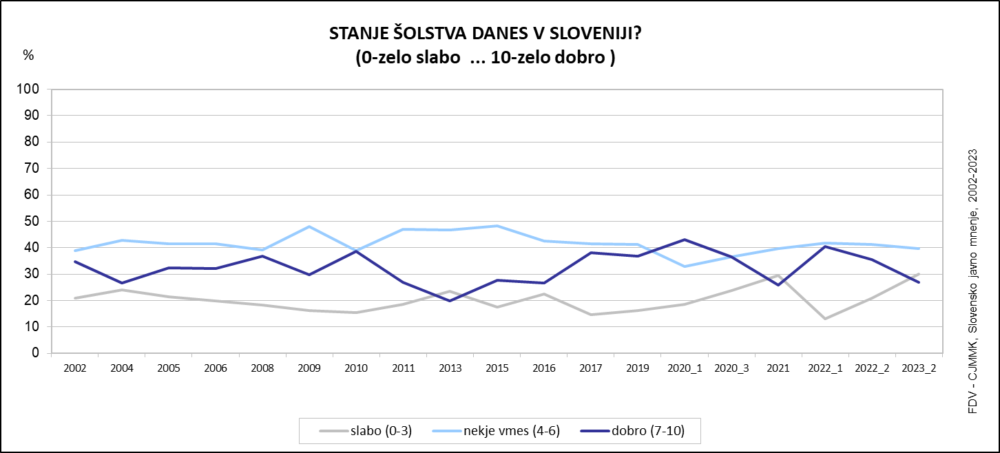 STANJE ŠOLSTVA DANES V SLOVENIJI?
(0-zelo slabo ... 10-zelo dobro )
%
100
90
80
70
60
50
40
30
20
10
0
2002 2004 2005 2006 2008 2009 2010 2011 2013 2015 2016 2017 2019 2020_1 2020_3 2021 2022_1 2022_2 2023_2
slabo (0-3) nekje vmes (4-6) dobro (7-10)
FDV - CJMMK, Slovensko javno mnenje, 2002-2023